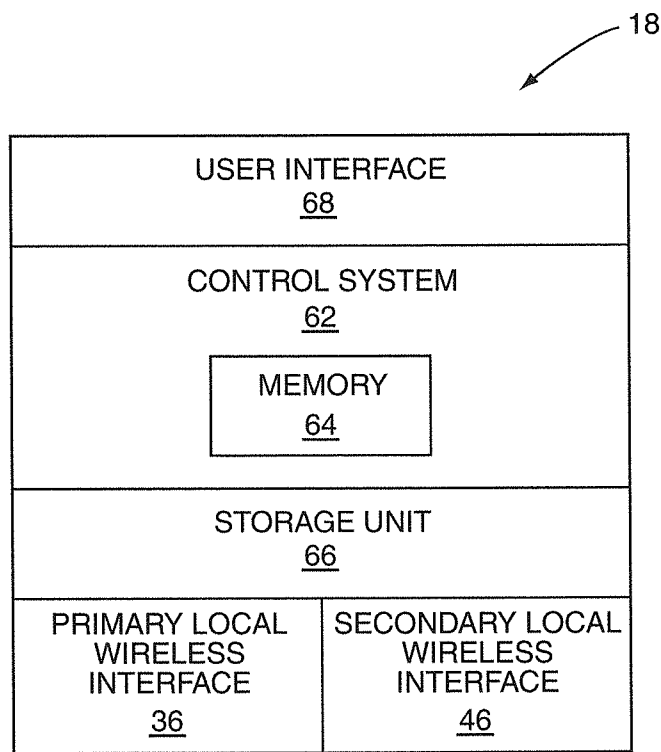 18
USER INTERFACE
68
CONTROL SYSTEM
62
MEMORY
64
STORAGE UNIT
66
PRIMARY LOCAL
WIRELESS
INTERFACE
36
SECONDARY LOCAL
WIRELESS
INTERFACE
46